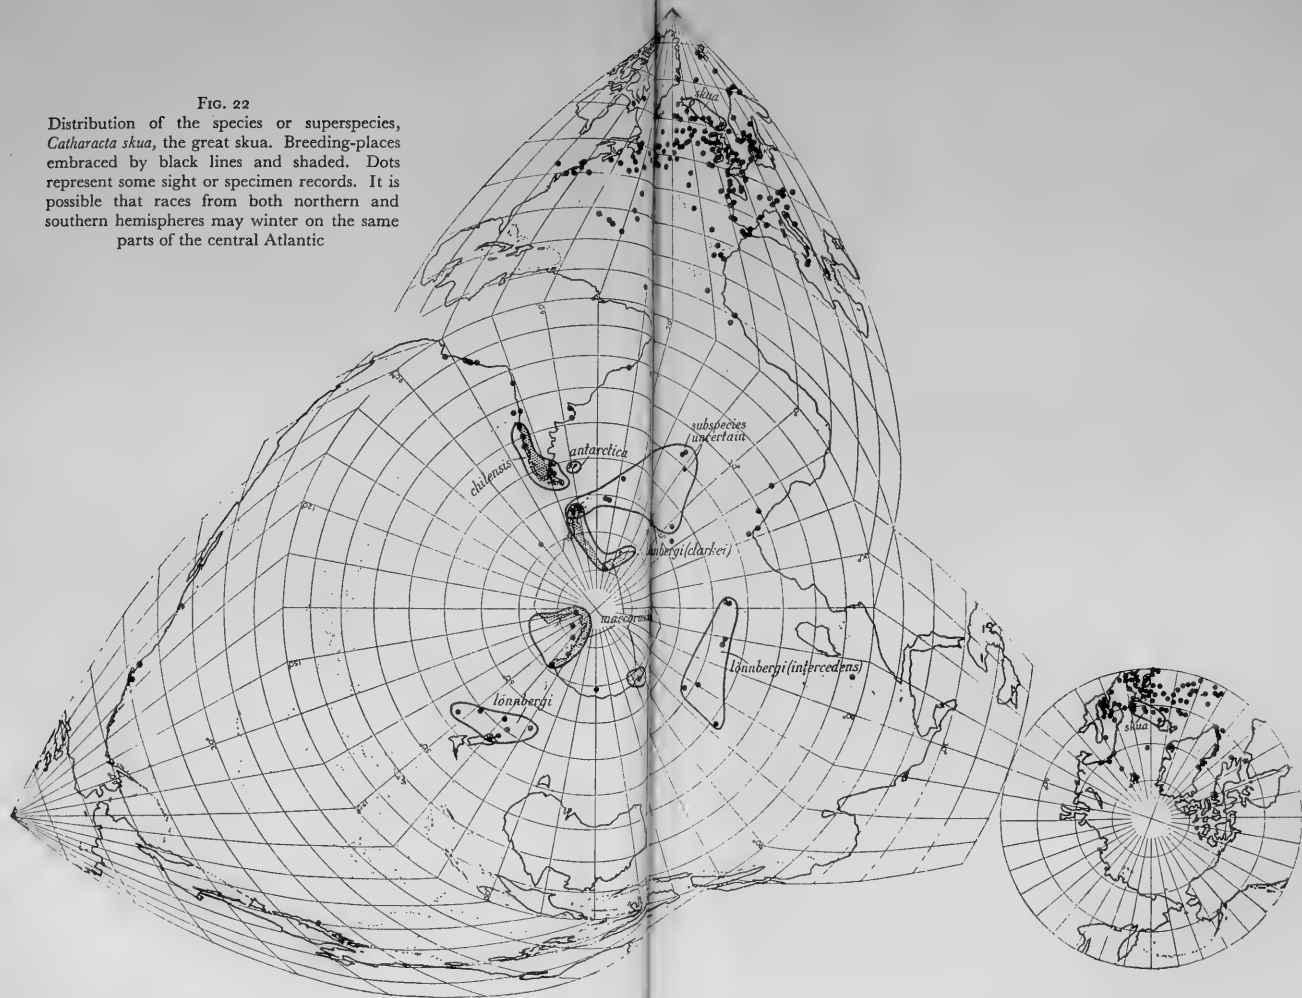 FIG. 22
Distribution of the species or superspecies,
Catharacta skua, the great skua. Breeding-places
embraced by black lines and shaded. Dots
represent some sight or specimen records. It is
possible that races from both northern and
southern hemispheres may winter on the same
parts of the central Atlantic
skua
subspecies
uncertain
antarctica
chilensis
nbergi(clarkei)
lönnbergi(intercedens)
lönnbergi
skua